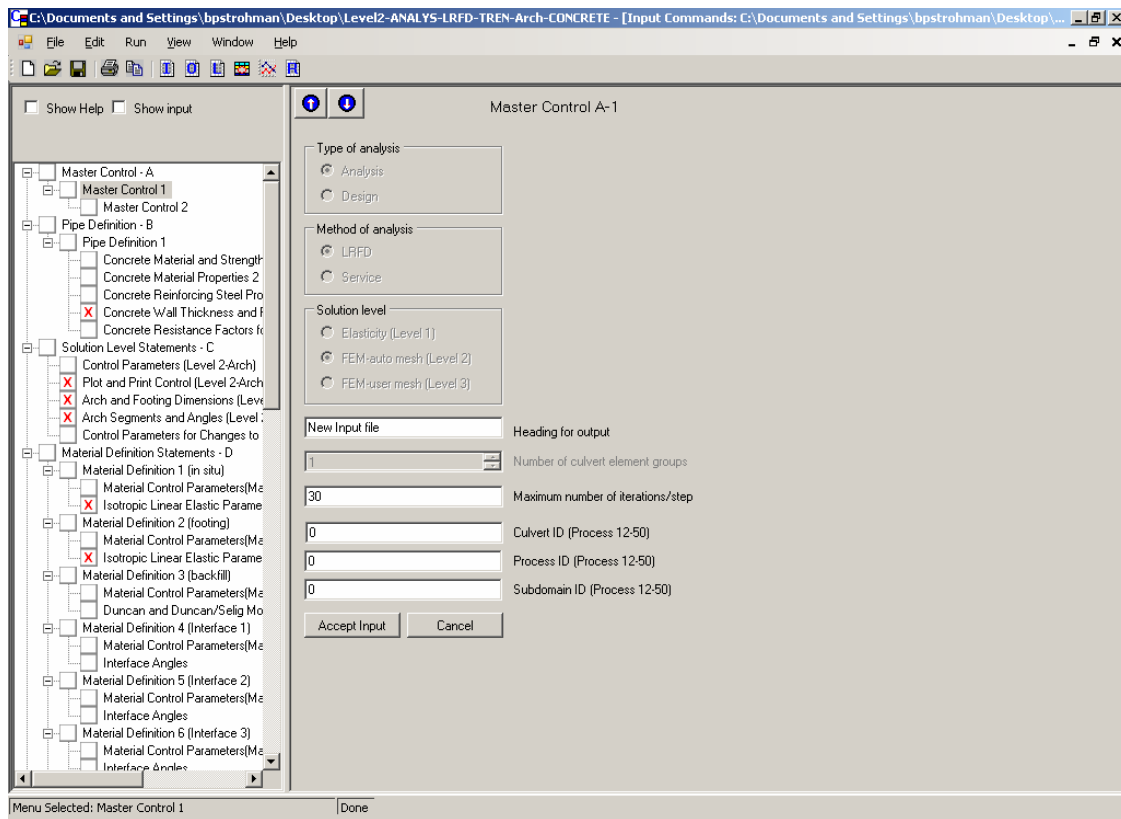 C:\Documents and Settings\bpstrohman\Desktop\Level2-ANALYS-LRFD-TREN-Arch-CONCRETE - [Input Commands: C:\Documents and Settings\bpstrohman\Desktop\...
File Edit Run View Window Help
Show Help Show input
Master Control A-1
Master Control - A
Master Control 1
Master Control 2
Pipe Definition - B
Pipe Definition 1
Concrete Material and Strength
Concrete Material Properties 2
Concrete Reinforcing Steel Pro
X Concrete Wall Thickness and F
Concrete Resistance Factors fo
Solution Level Statements - C
Control Parameters (Level 2-Arch)
X Plot and Print Control (Level 2-Arch
X Arch and Footing Dimensions (Leve
X Arch Segments and Angles (Level 2
Control Parameters for Changes to
Material Definition Statements - D
Material Definition 1 (in situ)
Material Control Parameters(Ma
X Isotropic Linear Elastic Parame
Material Definition 2 (footing)
Material Control Parameters(Ma
X Isotropic Linear Elastic Parame
Material Definition 3 (backfill)
Material Control Parameters(Ma
Duncan and Duncan/Selig Mo
Material Definition 4 (Interface 1)
Material Control Parameters(Ma
Interface Angles
Material Definition 5 (Interface 2)
Material Control Parameters(Ma
Interface Angles
Material Definition 6 (Interface 3)
Material Control Parameters(Ma
Interface Angles
Type of analysis
Analysis
Design
Method of analysis
LRFD
Service
Solution level
Elasticity (Level 1)
FEM-auto mesh (Level 2)
FEM-user mesh (Level 3)
New Input file Heading for output
1 Number of culvert element groups
30 Maximum number of iterations/step
0 Culvert ID (Process 12-50)
0 Process ID (Process 12-50)
0 Subdomain ID (Process 12-50)
Accept Input Cancel
Menu Selected: Master Control 1 Done